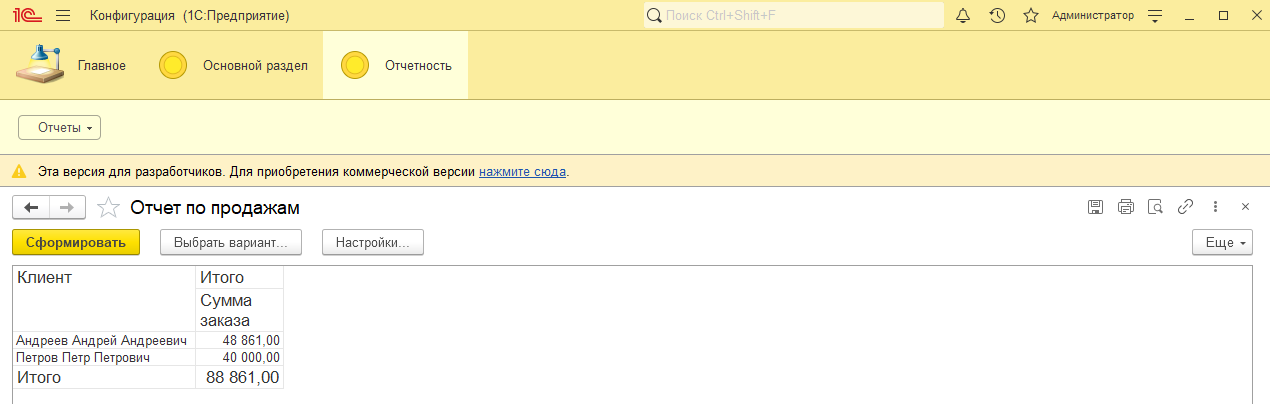 1С Конфигурация (1С:Предприятие) Поиск Ctrl+Shift+F Администратор
Главное Основной раздел Отчетность
Отчеты
Эта версия для разработчиков. Для приобретения коммерческой версии нажмите сюда.
Отчет по продажам
Сформировать Выбрать вариант... Настройки... Еще
Клиент Итого
Сумма
заказа
Андреев Андрей Андреевич 48 861,00
Петров Петр Петрович 40 000,00
Итого 88 861,00